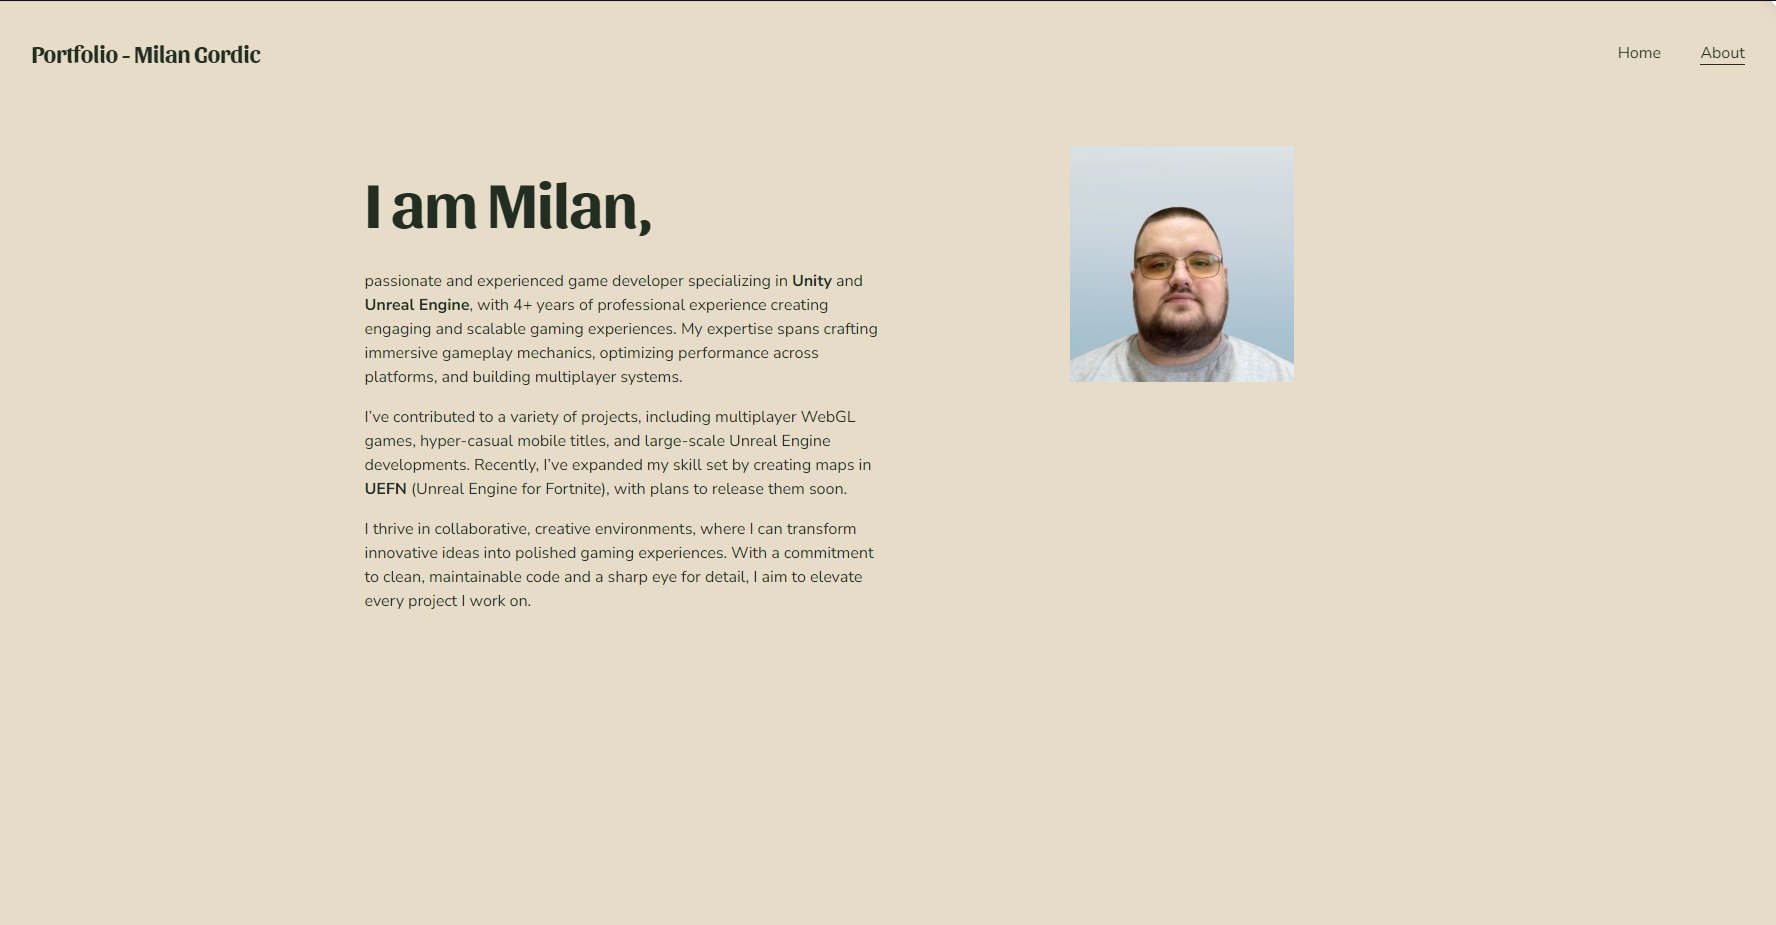 Portfolio - Milan Gordic
Home
About
I am Milan,
passionate and experienced game developer specializing in Unity and
Unreal Engine, with 4+ years of professional experience creating
engaging and scalable gaming experiences. My expertise spans crafting
immersive gameplay mechanics, optimizing performance across
platforms, and building multiplayer systems.
I’ve contributed to a variety of projects, including multiplayer WebGL
games, hyper-casual mobile titles, and large-scale Unreal Engine
developments. Recently, I’ve expanded my skill set by creating maps in
UEFN (Unreal Engine for Fortnite), with plans to release them soon.
I thrive in collaborative, creative environments, where I can transform
innovative ideas into polished gaming experiences. With a commitment
to clean, maintainable code and a sharp eye for detail, I aim to elevate
every project I work on.